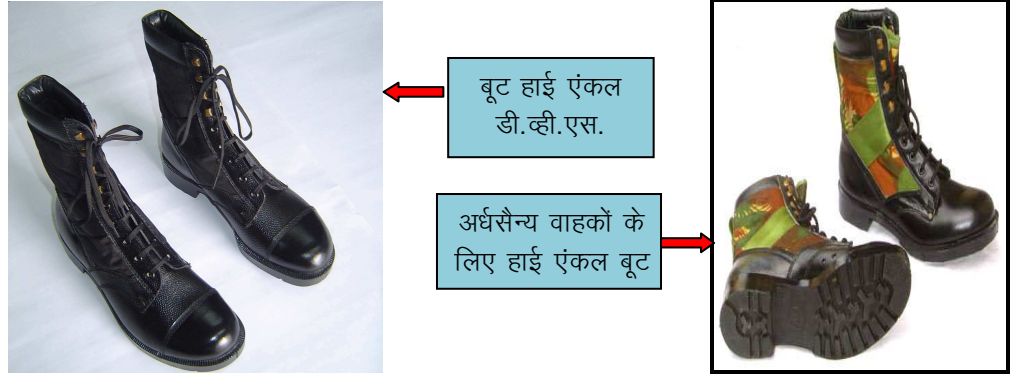 बूट हाई एंकल
डी.व्ही.एस.
अर्धसैन्य वाहकों के
लिए हाई एंकल बूट